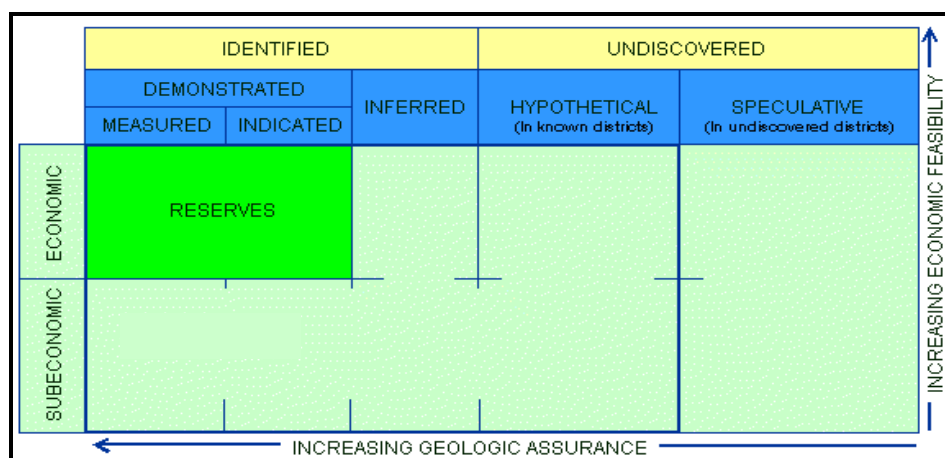 IDENTIFIED
UNDISCOVERED
DEMONSTRATED
INFERRED
HYPOTHETICAL
(In known districts)
SPECULATIVE
(In undiscovered districts)
MEASURED
INDICATED
ECONOMIC
RESERVES
SUBECONOMIC
INCREASING GEOLOGIC ASSURANCE
INCREASING ECONOMIC FEASIBILITY